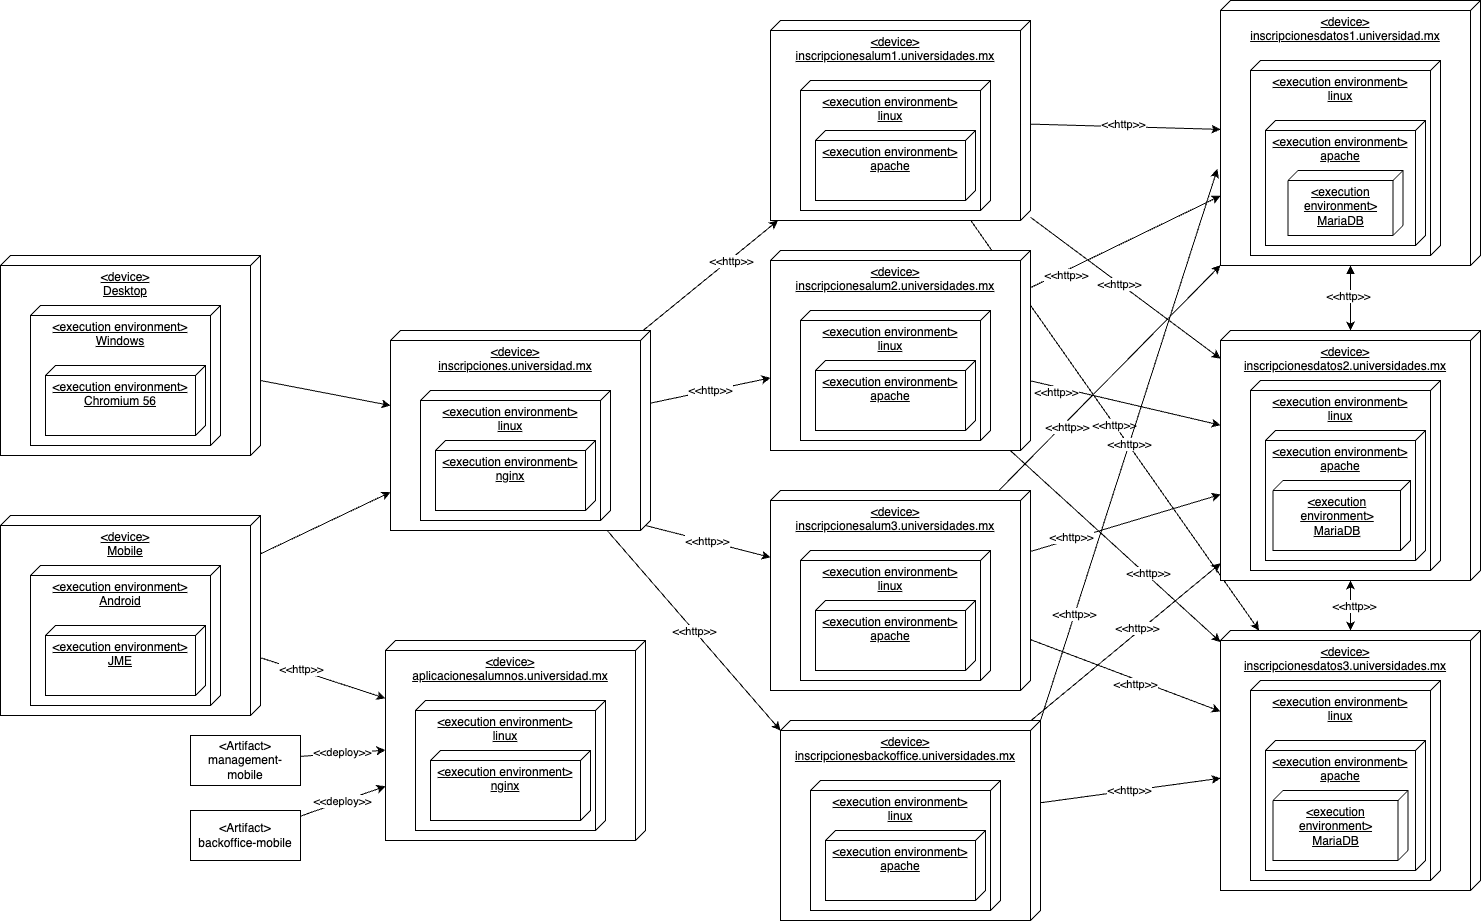 <device>
Desktop
<execution environment>
Windows
<execution environment>
Chromium 56
<device>
Mobile
<execution environment>
Android
<execution environment>
JME
<<http>>
<Artifact>
management-
mobile
<<deploy>>
<Artifact>
backoffice-mobile
<<deploy>>
<device>
inscripciones.universidad.mx
<execution environment>
linux
<execution environment>
nginx
<device>
aplicacionesalumnos.universidad.mx
<execution environment>
linux
<execution environment>
nginx
<<http>>
<<http>>
<<http>>
<<http>>
<device>
inscripcionesalum1.universidades.mx
<execution environment>
linux
<execution environment>
apache
<device>
inscripcionesalum2.universidades.mx
<execution environment>
linux
<execution environment>
apache
<device>
inscripcionesalum3.universidades.mx
<execution environment>
linux
<execution environment>
apache
<device>
inscripcionesbackoffice.universidades.mx
<execution environment>
linux
<execution environment>
apache
<<http>>
<<http>>
<<http>>
<<http>>
<<http>>
<<http>>
<<http>>
<<http>>
<<http>>
<<http>>
<<http>>
<<http>>
<<http>>
<device>
inscripcionesdatos1.universidad.mx
<execution environment>
linux
<execution environment>
apache
<execution
environment>
MariaDB
<<http>>
<device>
inscripcionesdatos2.universidades.mx
<execution environment>
linux
<execution environment>
apache
<execution
environment>
MariaDB
<<http>>
<device>
inscripcionesdatos3.universidades.mx
<execution environment>
linux
<execution environment>
apache
<execution
environment>
MariaDB